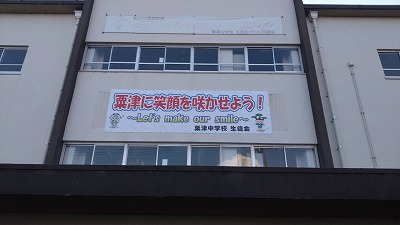 粟津に笑顔を咲かせよう!
～Let's make our smile～
粟津中学校 生徒会